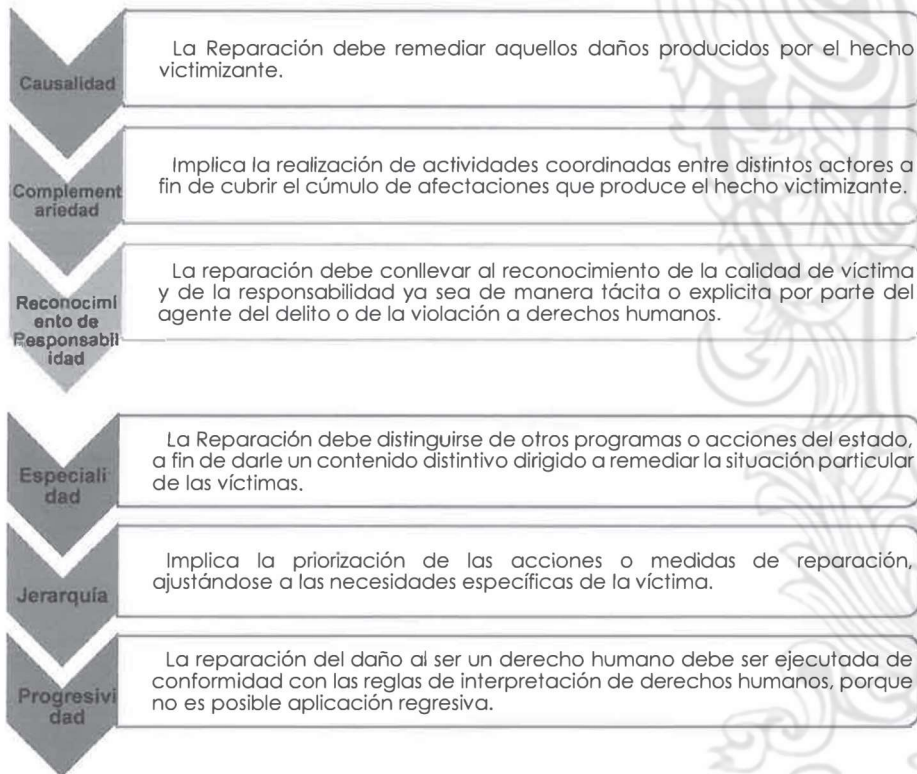 Causalidad
La Reparación debe remediar aquellos daños producidos por el hecho
victimizante.
Complement
ariedad
Implica la realización de actividades coordinadas entre distintos actores a
fin de cubrir el cúmulo de afectaciones que produce el hecho victimizante.
Reconocimi
ento de
Responsabil
idad
La reparación debe conllevar al reconocimiento de la calidad de víctima
y de la responsabilidad ya sea de manera tácita o explicita por parte del
agente del delito o de la violación a derechos humanos.
Especiali
dad
La Reparación debe distinguirse de otros programas o acciones del estado,
a fin de darle un contenido distintivo dirigido a remediar la situación particular
de las víctimas.
Jerarquía
Implica la priorización de las acciones o medidas de reparación,
ajustándose a las necesidades específicas de la víctima.
Progresivi
dad
La reparación del daño al ser un derecho humano debe ser ejecutada de
conformidad con las reglas de interpretación de derechos humanos, porque
no es posible aplicación regresiva.